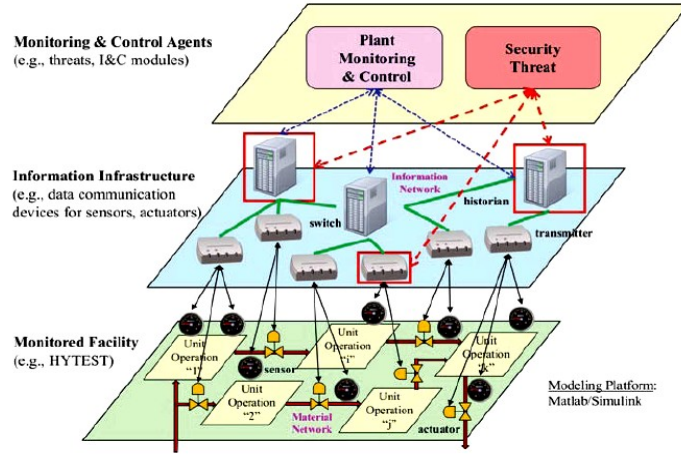 Monitoring & Control Agents
(e.g., threats, I&C modules)
Plant
Monitoring
& Control
Security
Threat
Information Infrastructure
(e.g., data communication
devices for sensors, actuators)
Information
Network
switch
historian
transmitter
Monitored Facility
(e.g., HYTEST)
Unit
Operation
"1"
sensor
Unit
Operation
"i"
Unit
Operation
"k"
Unit
Operation
"2"
Material
Network
Unit
Operation
"j"
actuator
Modeling Platform:
Matlab/Simulink